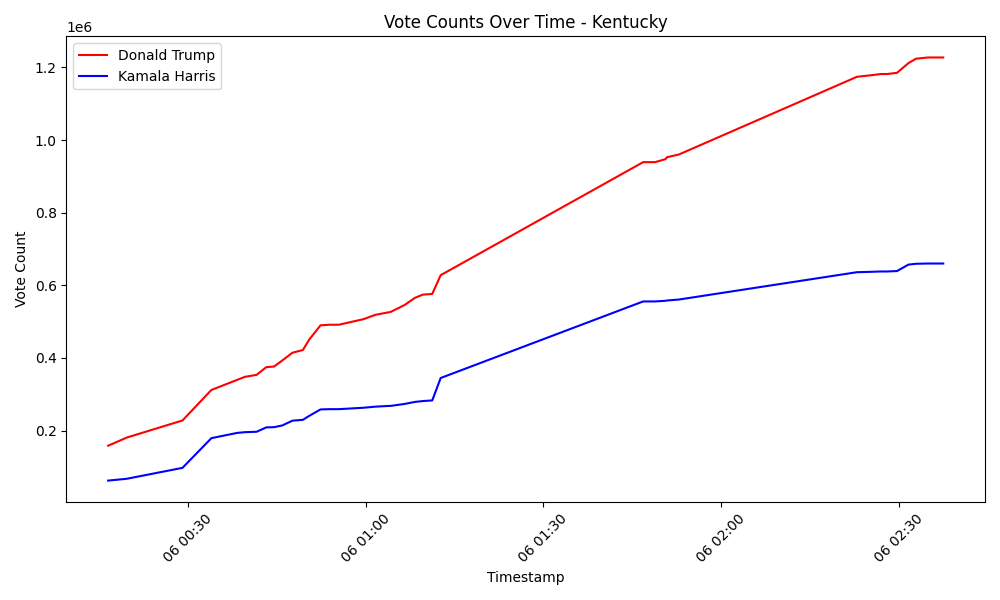 Vote Counts Over Time - Kentucky
1e6
Donald Trump
Kamala Harris
1.2
1.0
0.8
0.6
0.4
0.2
Vote Count
06 00:30
06 01:00
06 01:30
06 02:00
06 02:30
Timestamp